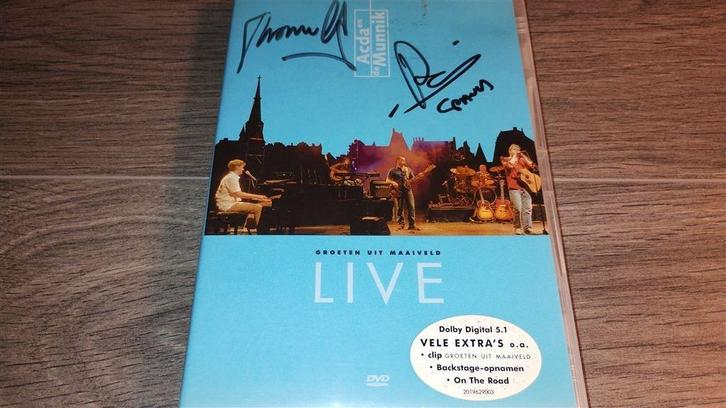 Thomas
Acda en
de Munnik
GROETEN UIT MAAIVELD
LIVE
DVD
Dolby Digital 5.1
VELE EXTRA'S o.a.
• clip GROETEN UIT MAAIVELD
• Backstage-opnamen
• On The Road
2019629003